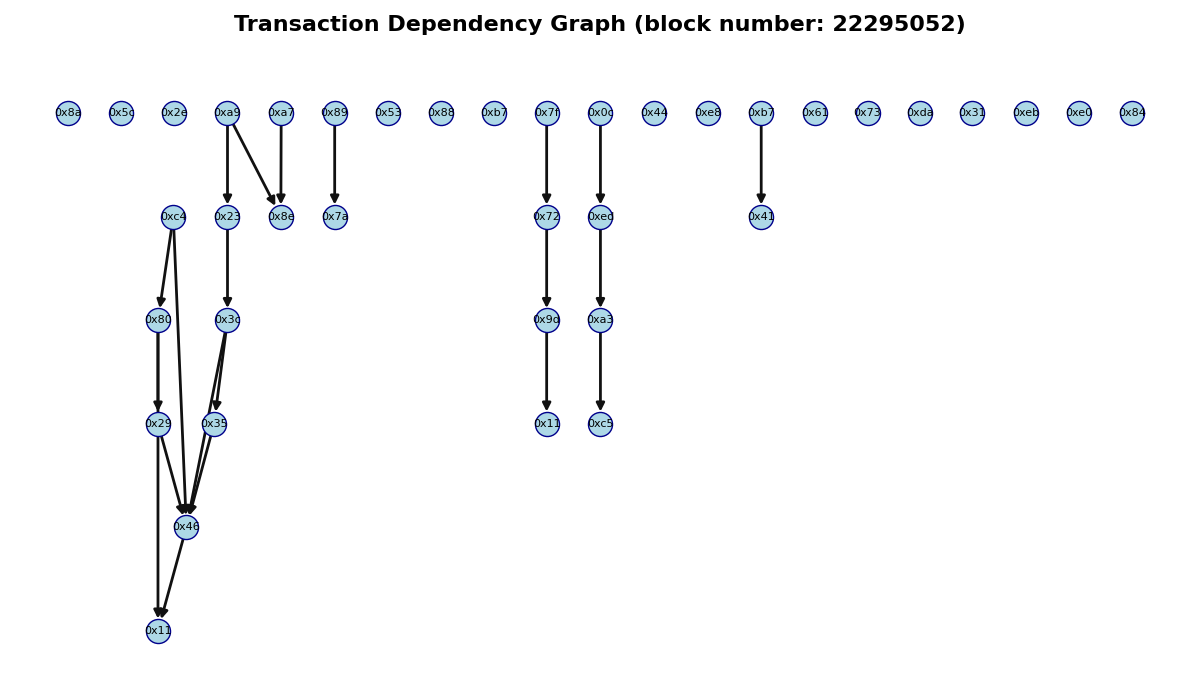 Transaction Dependency Graph (block number: 22295052)
0x8a 0x5c 0x2e 0xa9 0xa7 0x89 0x53 0x88 0xb7 0x7f 0x0c 0x44 0xe8 0xb7 0x61 0x73 0xda 0x31 0xeb 0xe0 0x84
0xc4 0x23 0x8e 0x7a 0x72 0xed 0x41
0x80 0x3c 0x9d 0xa3
0x29 0x35 0x11 0xc5
0x46
0x11